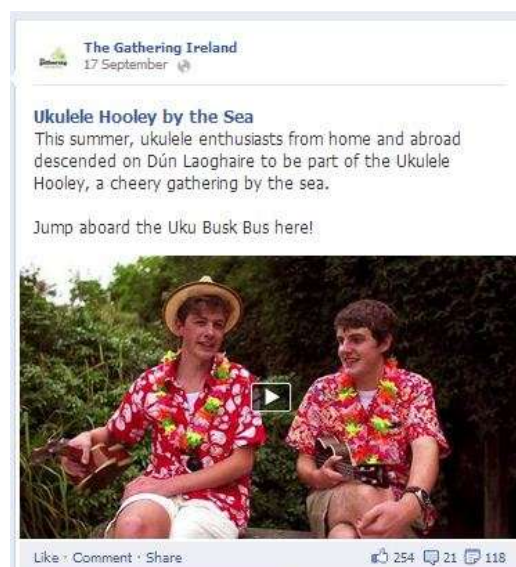 The Gathering Ireland
17 September
Ukulele Hooley by the Sea
This summer, ukulele enthusiasts from home and abroad
descended on Dún Laoghaire to be part of the Ukulele
Hooley, a cheery gathering by the sea.
Jump aboard the Uku Busk Bus here!
Like · Comment · Share 254 21 118